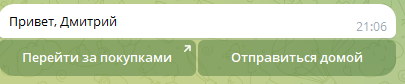 Привет, Дмитрий
21:06
Перейти за покупками
Отправиться домой